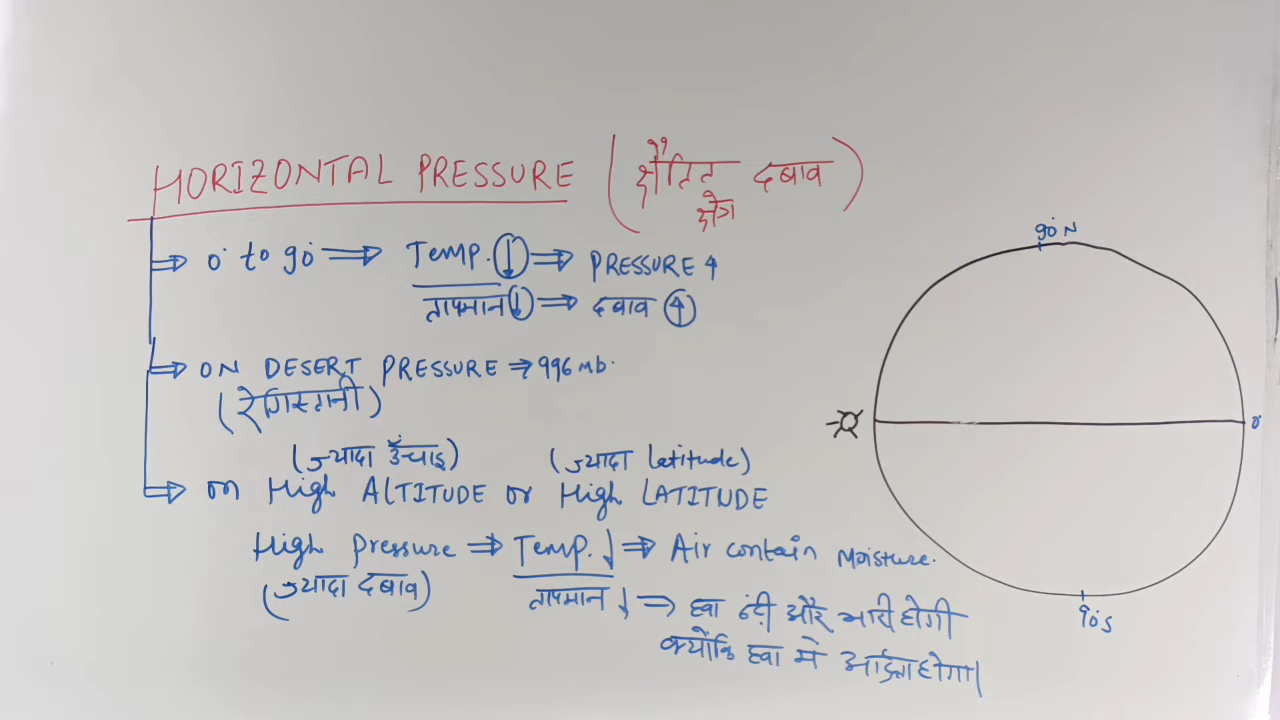 HORIZONTAL PRESSURE (क्षैतित दबाव)
क्षेत्र
0° to 90° ⇒ Temp. ↓ ⇒ PRESSURE ↑
तापमान ↓ ⇒ दबाव ↑
ON DESERT PRESSURE ⇒ 996 mb.
(रेगिस्तानी)
(ज्यादा ऊँचाइ) (ज्यादा latitude)
on High ALTITUDE or High LATITUDE
High pressure ⇒ Temp. ↓ ⇒ Air contain Moisture.
(ज्यादा दबाव) तापमान ↓ ⇒ हवा ठंडी और भारी होगी
क्योंकि हवा मे आर्द्रता होगा।
90°N
0°
90°S